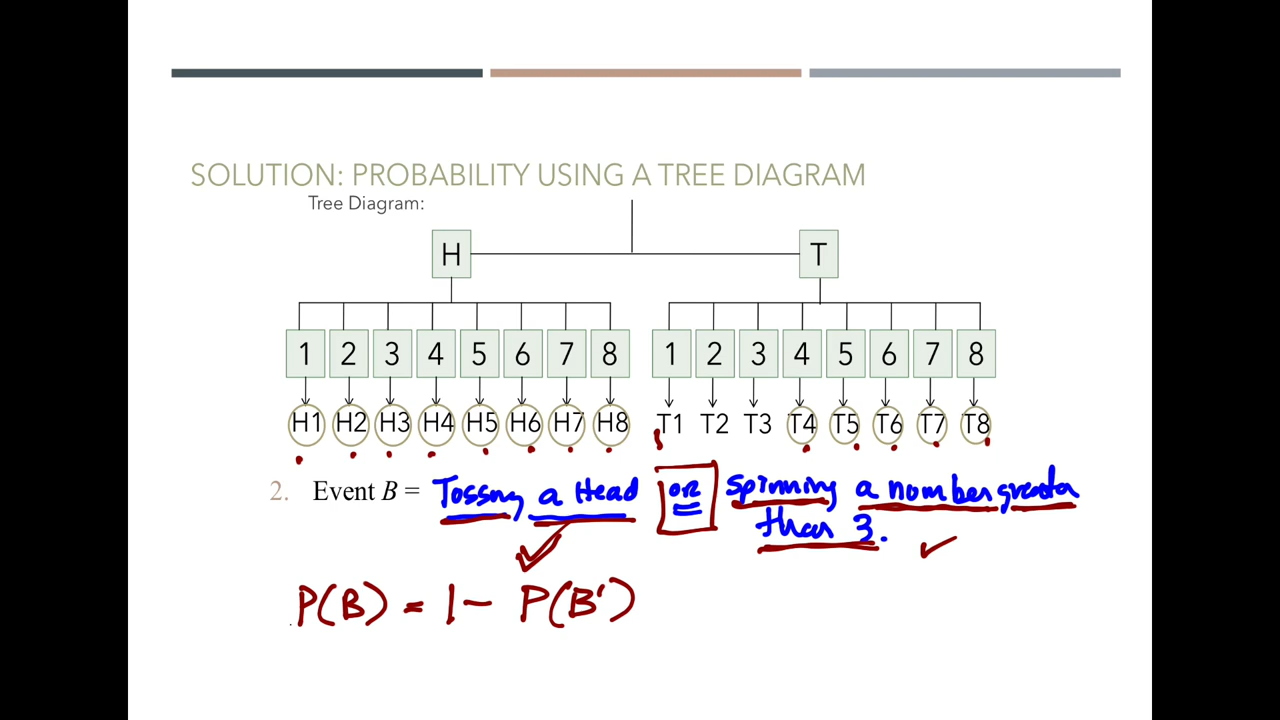 SOLUTION: PROBABILITY USING A TREE DIAGRAM
Tree Diagram:
H T
1 2 3 4 5 6 7 8 1 2 3 4 5 6 7 8
H1 H2 H3 H4 H5 H6 H7 H8 T1 T2 T3 T4 T5 T6 T7 T8
2. Event B = Tossing a Head OR spinning a number greater
than 3.
P(B) = 1 - P(B')